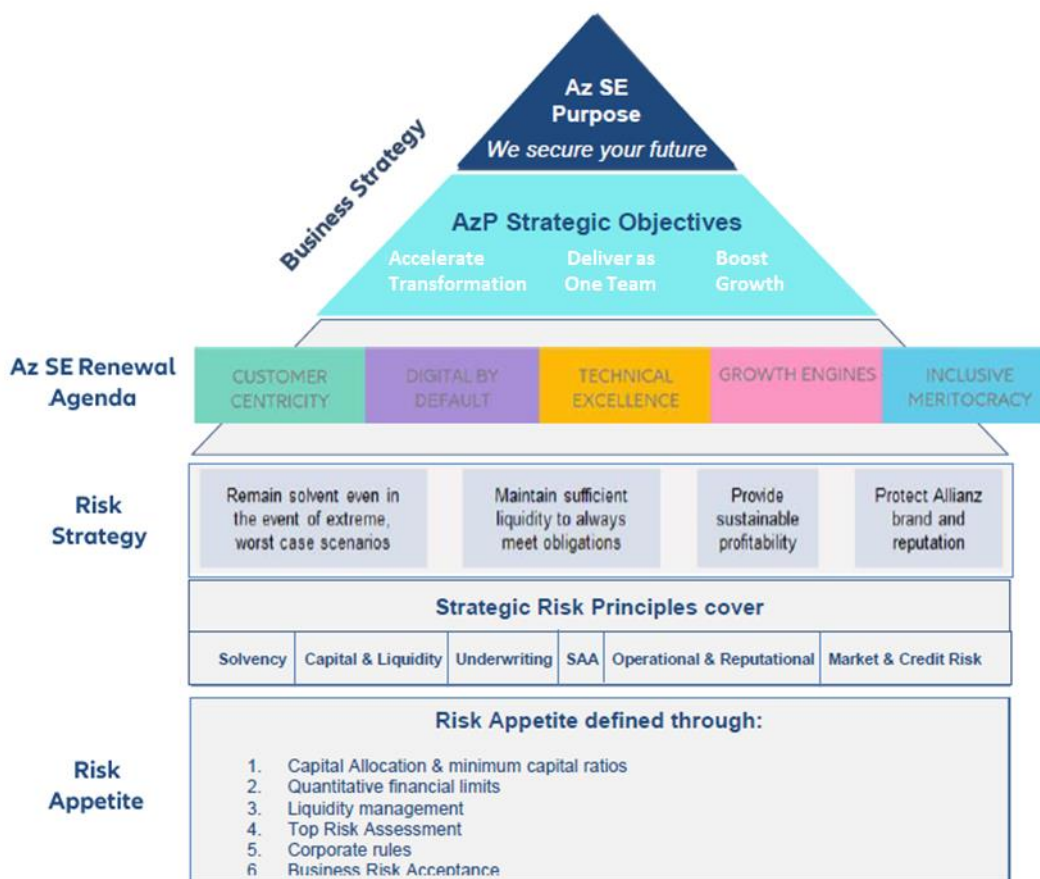 Az SE
Purpose
We secure your future
Business Strategy
AzP Strategic Objectives
Accelerate
Transformation
Deliver as
One Team
Boost
Growth
Az SE Renewal
Agenda
CUSTOMER
CENTRICITY
DIGITAL BY
DEFAULT
TECHNICAL
EXCELLENCE
GROWTH ENGINES
INCLUSIVE
MERITOCRACY
Risk
Strategy
Remain solvent even in
the event of extreme,
worst case scenarios
Maintain sufficient
liquidity to always
meet obligations
Provide
sustainable
profitability
Protect Allianz
brand and
reputation
Strategic Risk Principles cover
Solvency
Capital & Liquidity
Underwriting
SAA
Operational & Reputational
Market & Credit Risk
Risk
Appetite
Risk Appetite defined through:
1. Capital Allocation & minimum capital ratios
2. Quantitative financial limits
3. Liquidity management
4. Top Risk Assessment
5. Corporate rules
6 Business Risk Acceptance